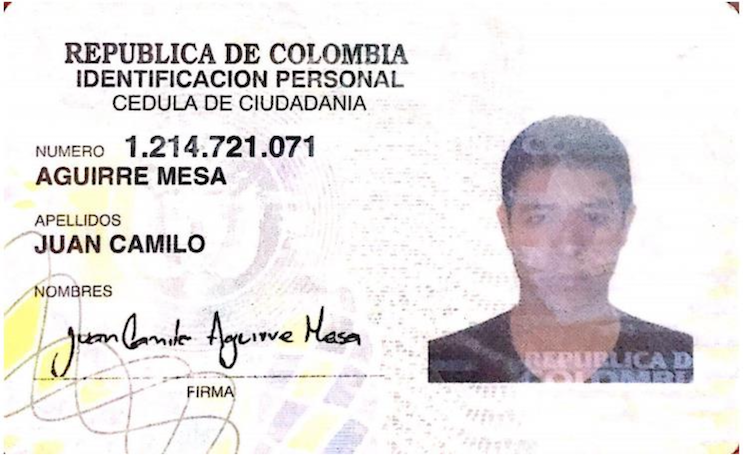 REPUBLICA DE COLOMBIA
IDENTIFICACION PERSONAL
CEDULA DE CIUDADANIA
NUMERO 1.214.721.071
AGUIRRE MESA
APELLIDOS
JUAN CAMILO
NOMBRES
Juan Camilo Aguirre Mesa
FIRMA
REPUBLICA D
COLOMBI